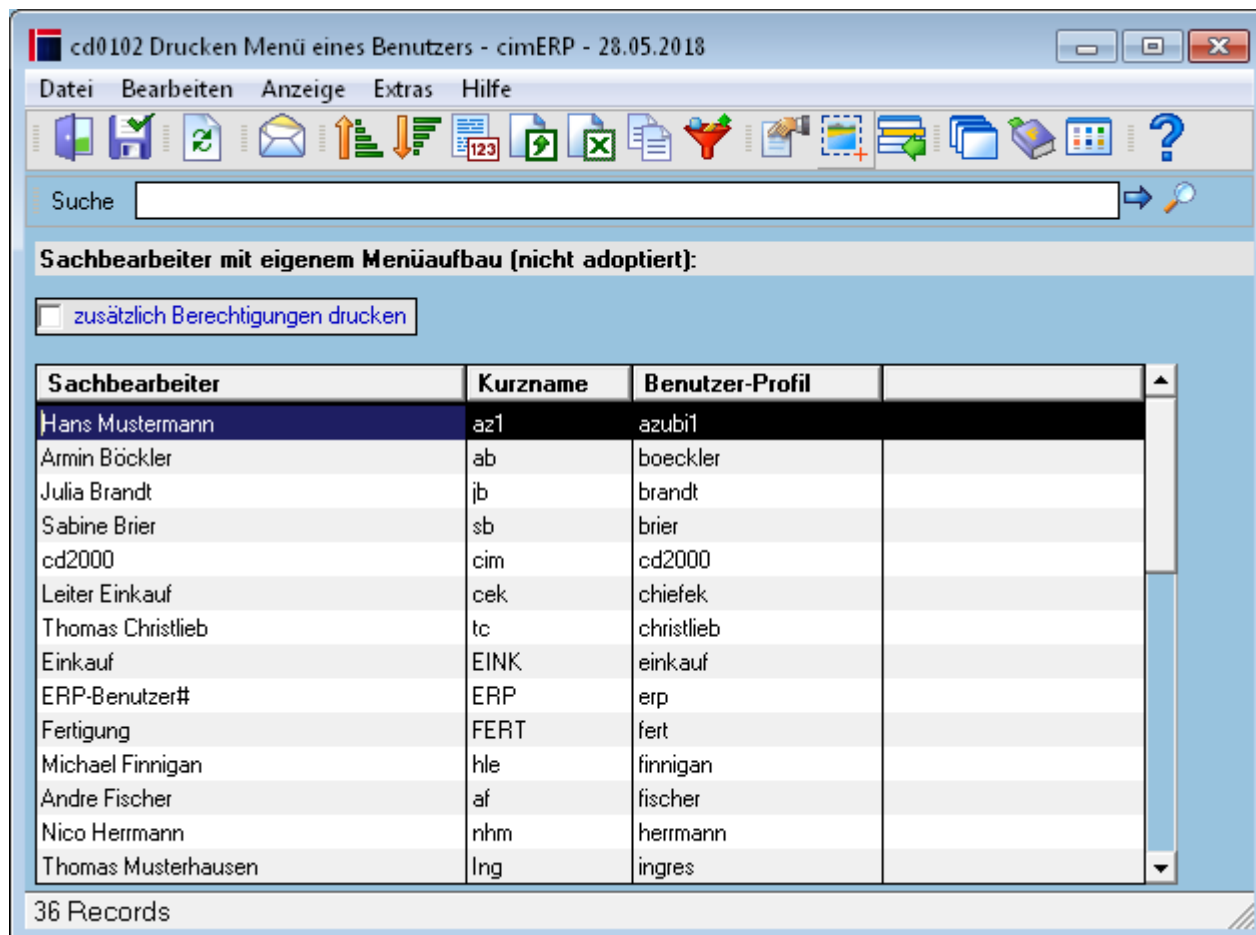 cd0102 Drucken Menü eines Benutzers - cimERP - 28.05.2018
Datei Bearbeiten Anzeige Extras Hilfe
123
Suche
Sachbearbeiter mit eigenem Menüaufbau (nicht adoptiert):
zusätzlich Berechtigungen drucken
Sachbearbeiter Kurzname Benutzer-Profil
Hans Mustermann az1 azubi1
Armin Böckler ab boeckler
Julia Brandt jb brandt
Sabine Brier sb brier
cd2000 cim cd2000
Leiter Einkauf cek chiefek
Thomas Christlieb tc christlieb
Einkauf EINK einkauf
ERP-Benutzer# ERP erp
Fertigung FERT fert
Michael Finnigan hle finnigan
Andre Fischer af fischer
Nico Herrmann nhm herrmann
Thomas Musterhausen Ing ingres
36 Records